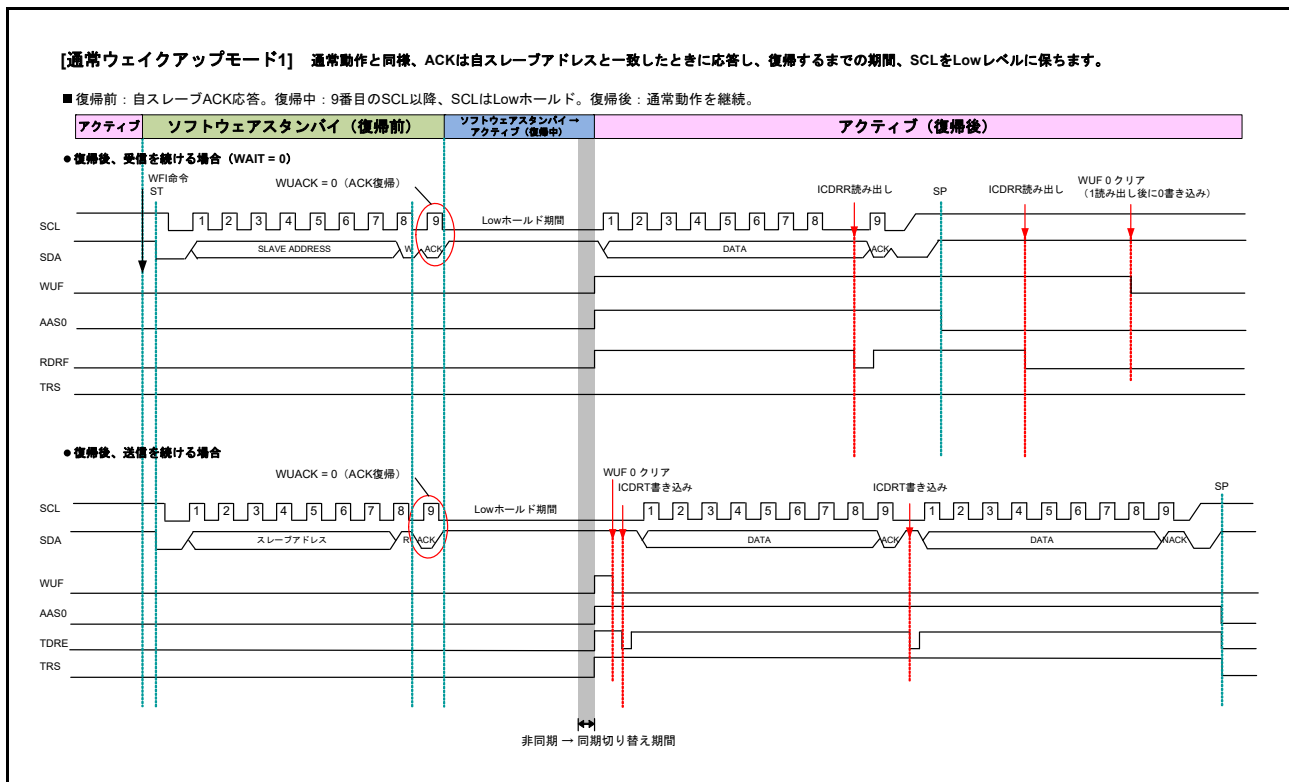 [通常ウェイクアップモード1] 通常動作と同様、ACKは自スレーブアドレスと一致したときに応答し、復帰するまでの期間、SCLをLowレベルに保ちます。
■ 復帰前：自スレーブACK応答。復帰中：9番目のSCL以降、SCLはLowホールド。復帰後：通常動作を継続。
アクティブ ソフトウェアスタンバイ（復帰前） ソフトウェアスタンバイ→ アクティブ（復帰後）
アクティブ（復帰中）
● 復帰後、受信を続ける場合（WAIT = 0）
WFI命令
ST
WUACK = 0（ACK復帰）
ICDRR読み出し
SP
ICDRR読み出し
WUF 0 クリア
（1読み出し後に0書き込み）
SCL 1 2 3 4 5 6 7 8 9 Lowホールド期間 1 2 3 4 5 6 7 8 9
SDA SLAVE ADDRESS W ACK DATA ACK
WUF
AAS0
RDRF
TRS
● 復帰後、送信を続ける場合
WUACK = 0（ACK復帰）
WUF 0 クリア
ICDRT書き込み
ICDRT書き込み
SP
SCL 1 2 3 4 5 6 7 8 9 Lowホールド期間 1 2 3 4 5 6 7 8 9 1 2 3 4 5 6 7 8 9
SDA スレーブアドレス R ACK DATA ACK DATA NACK
WUF
AAS0
TDRE
TRS
非同期 → 同期切り替え期間